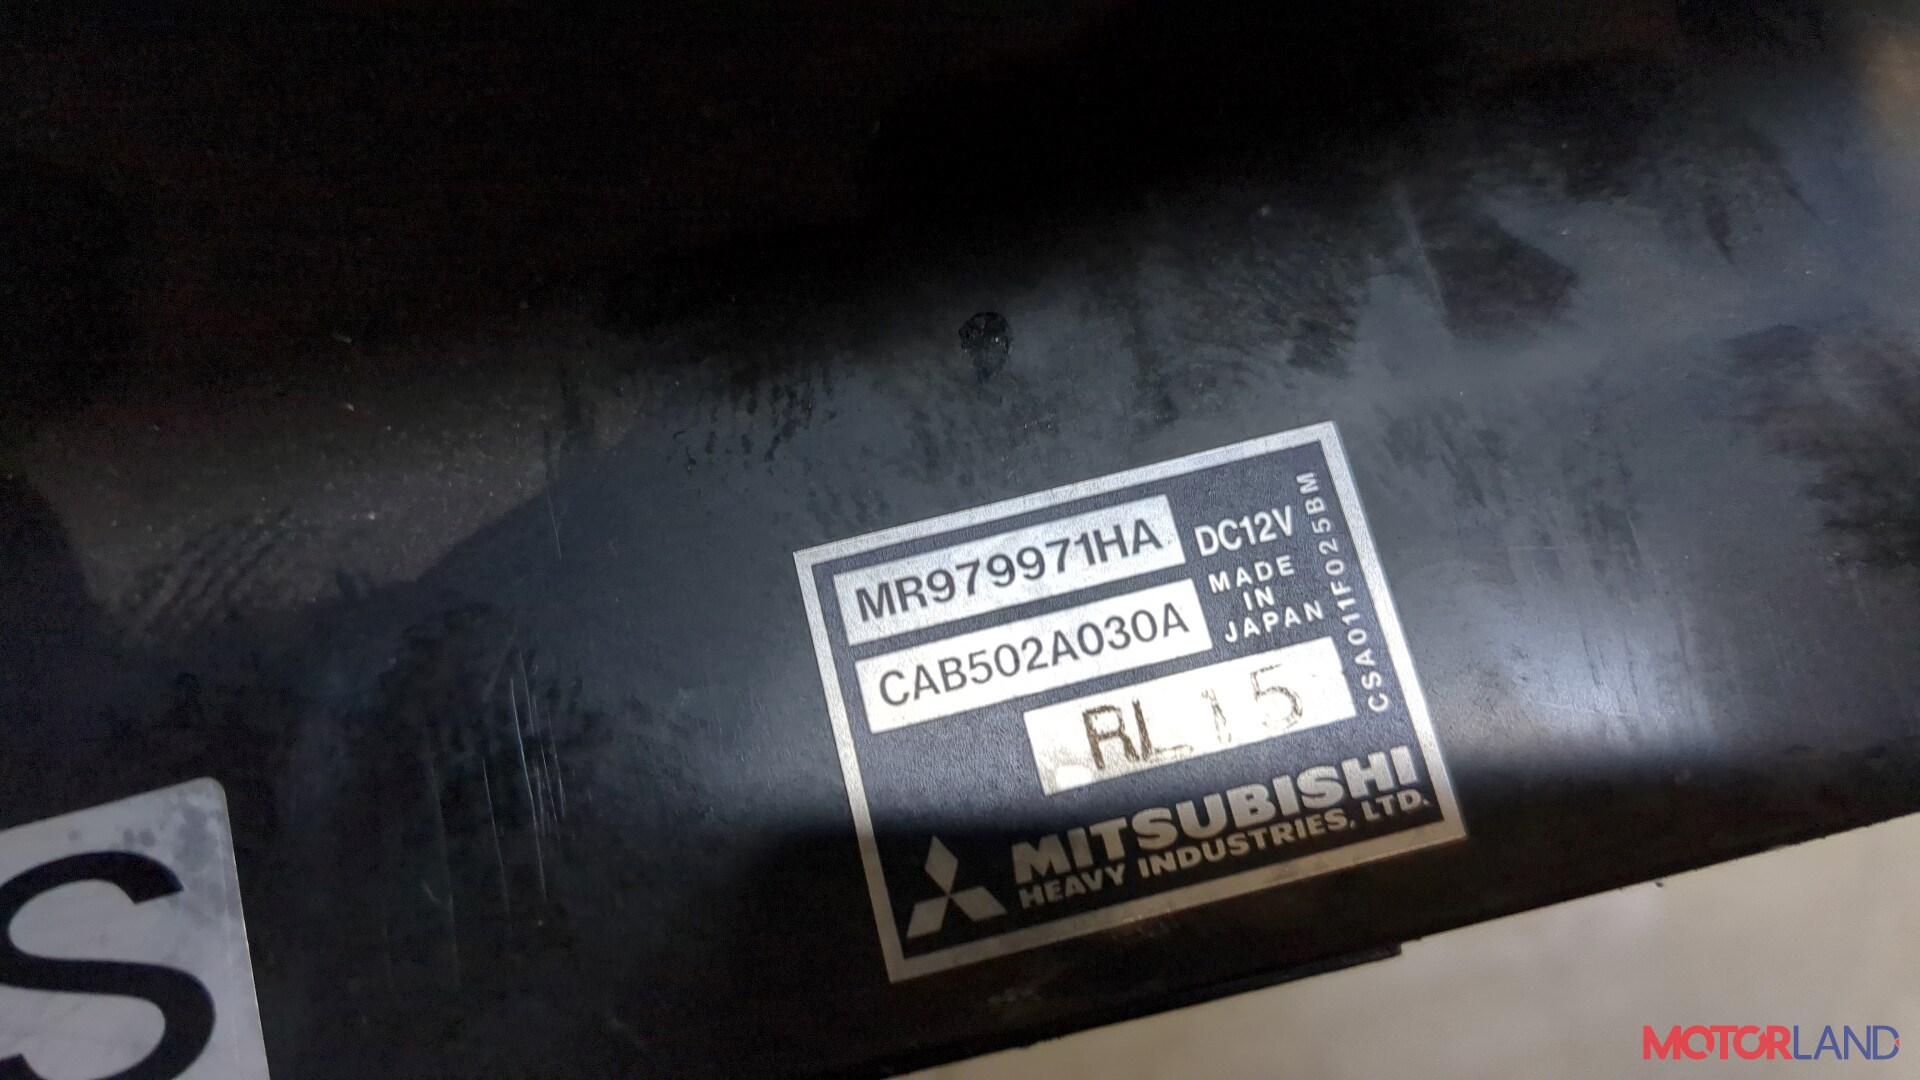 MR979971HA
DC12V
CAB502A030A
MADE
IN
JAPAN
CSA011F025BM
RL15
MITSUBISHI
HEAVY INDUSTRIES, LTD.
S
MOTORLAND